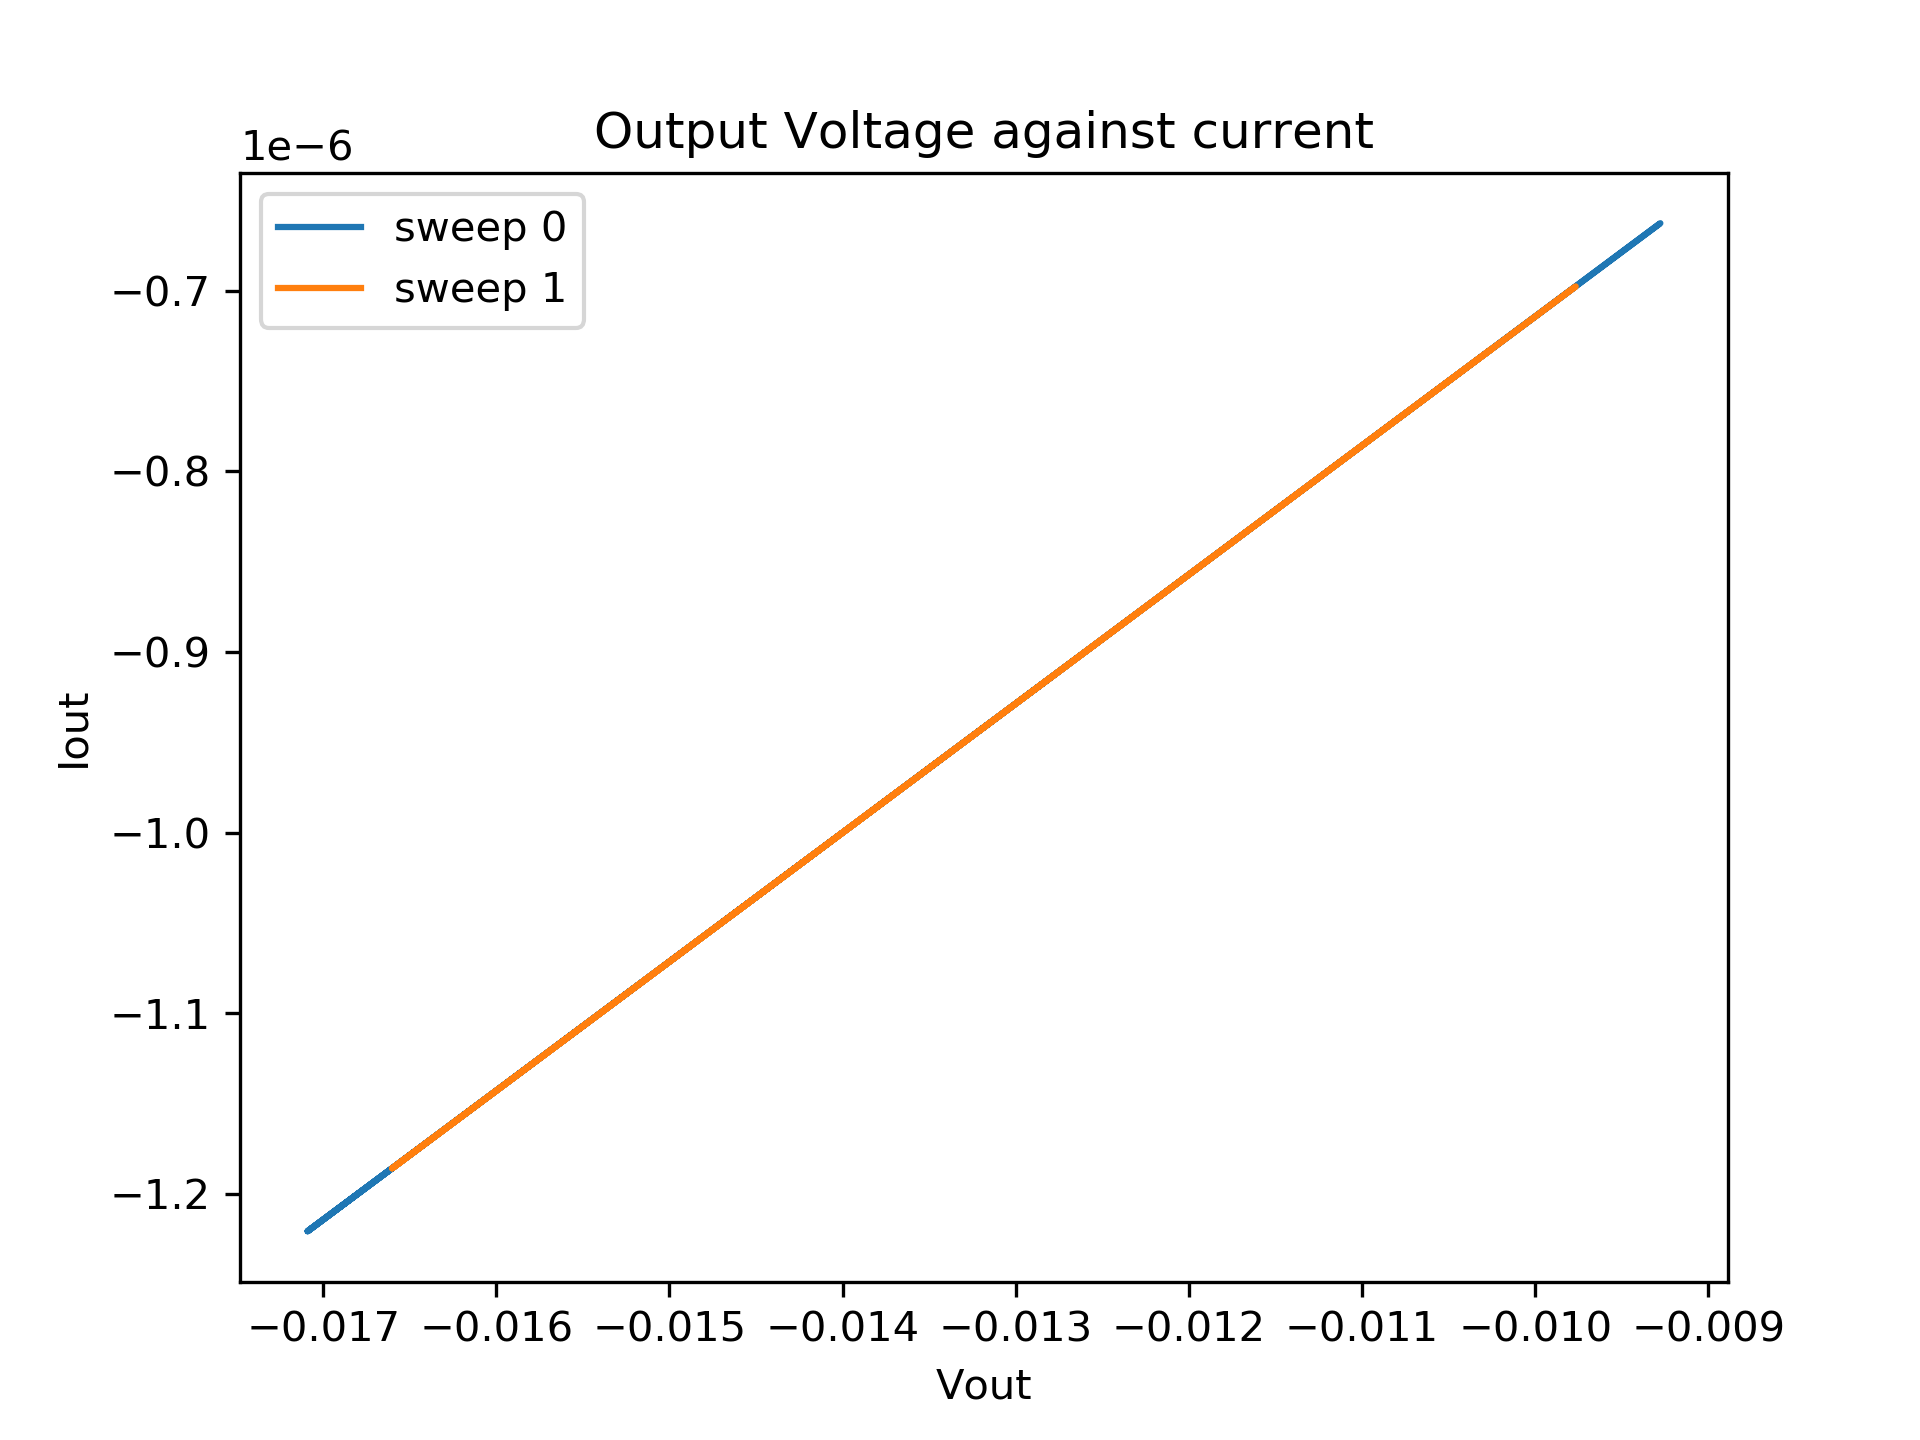 Output Voltage against current
1e−6
sweep 0
sweep 1
−0.7
−0.8
−0.9
−1.0
−1.1
−1.2
Iout
−0.017 −0.016 −0.015 −0.014 −0.013 −0.012 −0.011 −0.010 −0.009
Vout